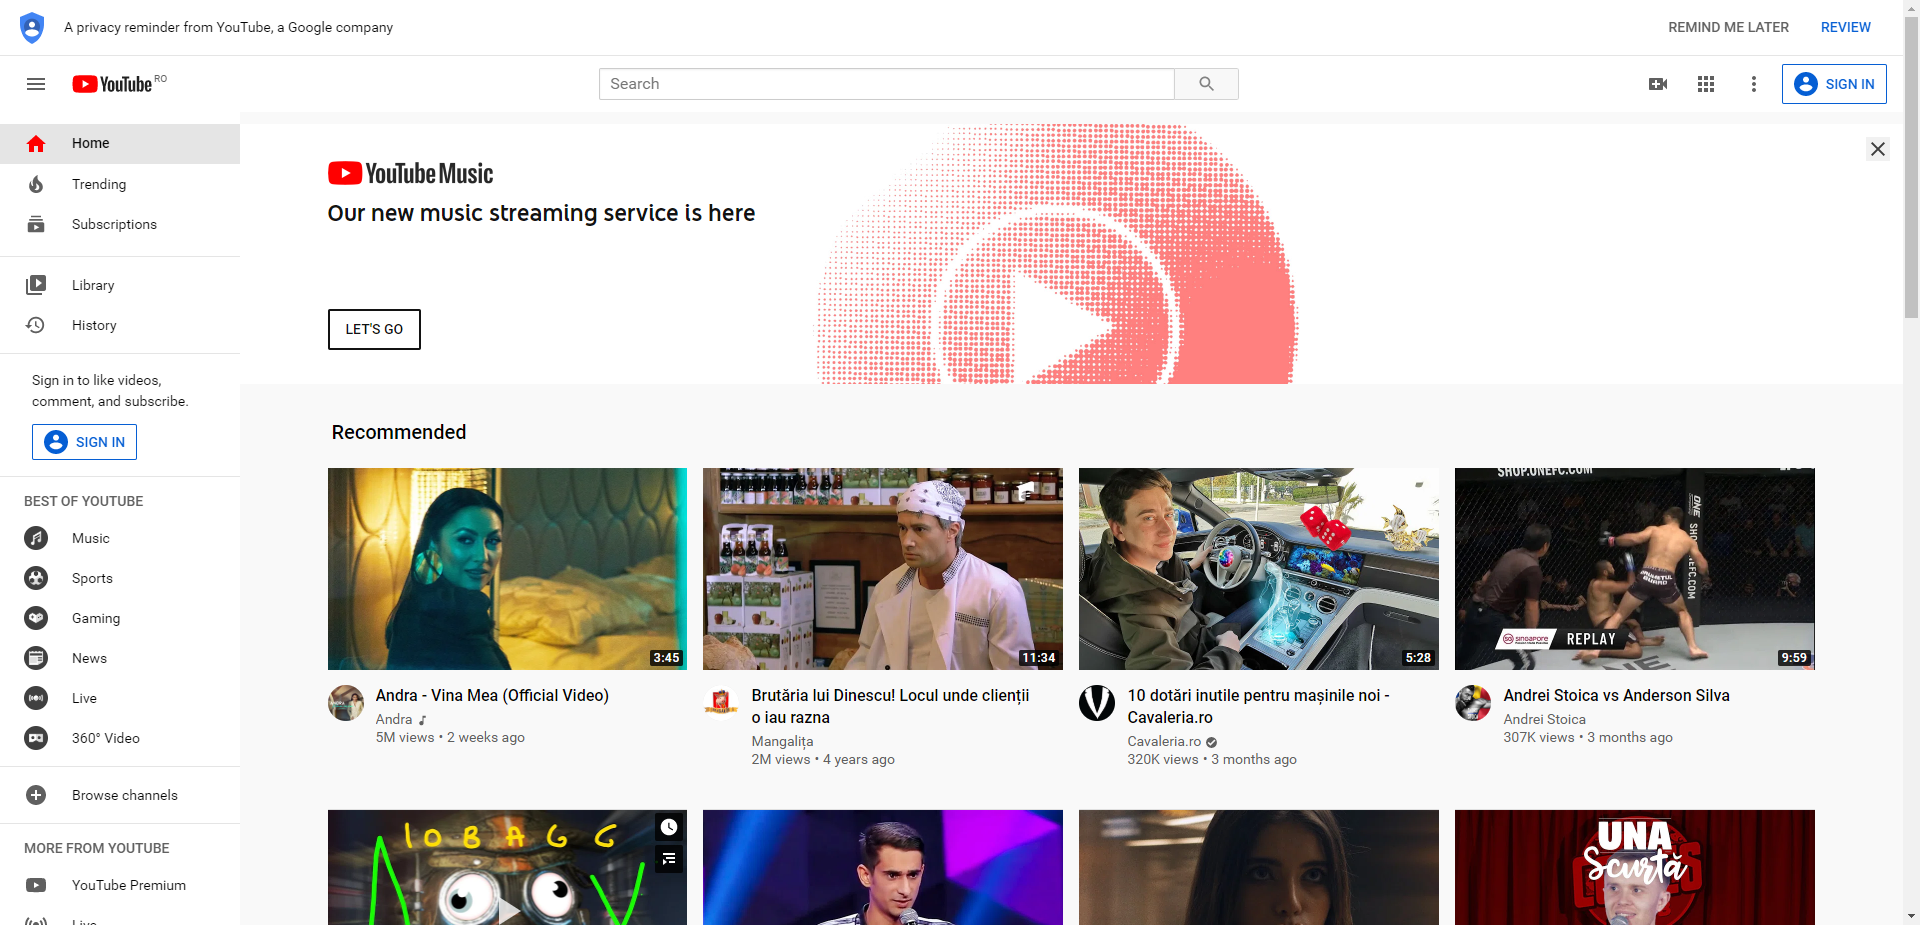 A privacy reminder from YouTube, a Google company
REMIND ME LATER
REVIEW
YouTube RO
Search
SIGN IN
Home
Trending
Subscriptions
Library
History
Sign in to like videos,
comment, and subscribe.
SIGN IN
BEST OF YOUTUBE
Music
Sports
Gaming
News
Live
360° Video
Browse channels
MORE FROM YOUTUBE
YouTube Premium
Live
YouTube Music
Our new music streaming service is here
LET'S GO
Recommended
3:45
Andra - Vina Mea (Official Video)
Andra
5M views • 2 weeks ago
11:34
Brutăria lui Dinescu! Locul unde clienții
o iau razna
Mangalița
2M views • 4 years ago
5:28
10 dotări inutile pentru mașinile noi -
Cavaleria.ro
Cavaleria.ro
320K views • 3 months ago
SHOP.ONEFC.COM
ONE
REPLAY
9:59
Andrei Stoica vs Anderson Silva
Andrei Stoica
307K views • 3 months ago
IOBAGG
UNA
Scurtă